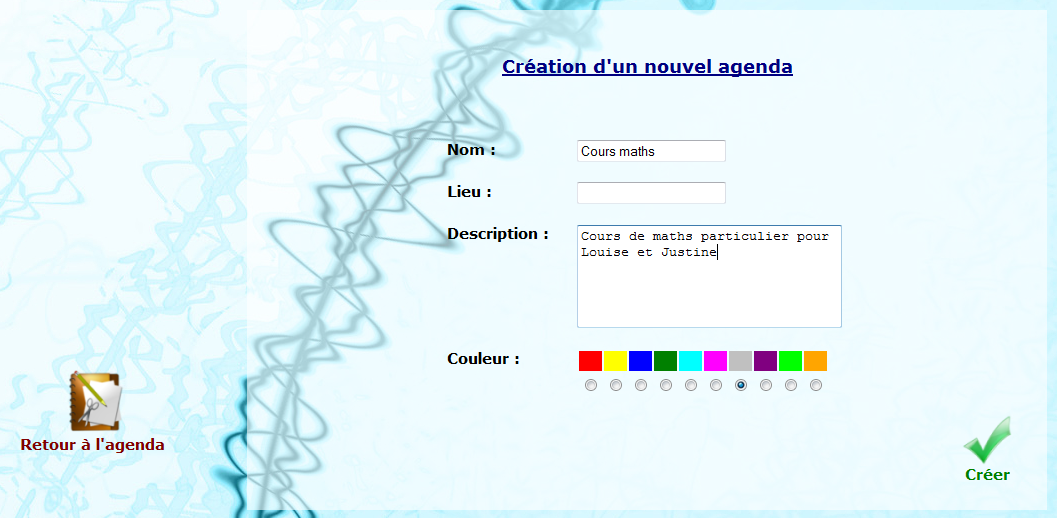 Création d'un nouvel agenda
Nom :
Cours maths
Lieu :
Description :
Cours de maths particulier pour
Louise et Justine
Couleur :
Retour à l'agenda
Créer